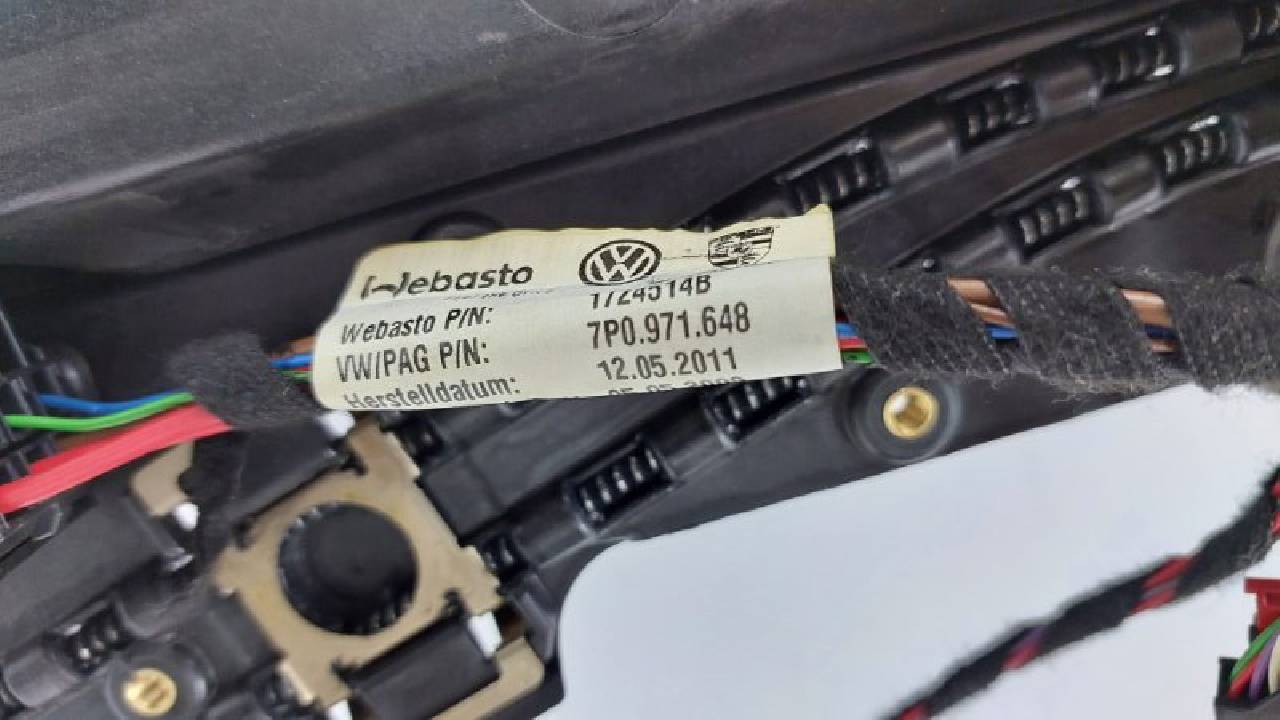 Webasto
Webasto P/N: 1724514B
VW/PAG P/N: 7P0.971.648
Herstelldatum: 12.05.2011